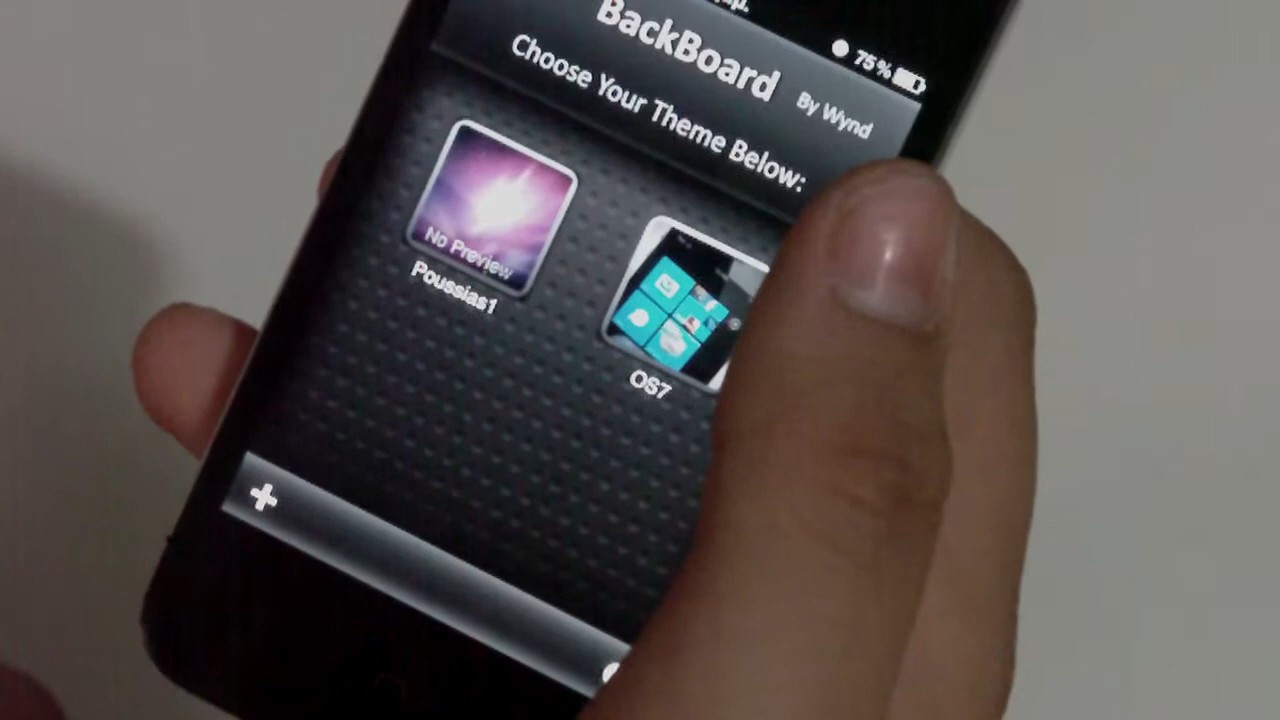 75%
BackBoard
By Wynd
Choose Your Theme Below:
No Preview
Poussias1
OS7